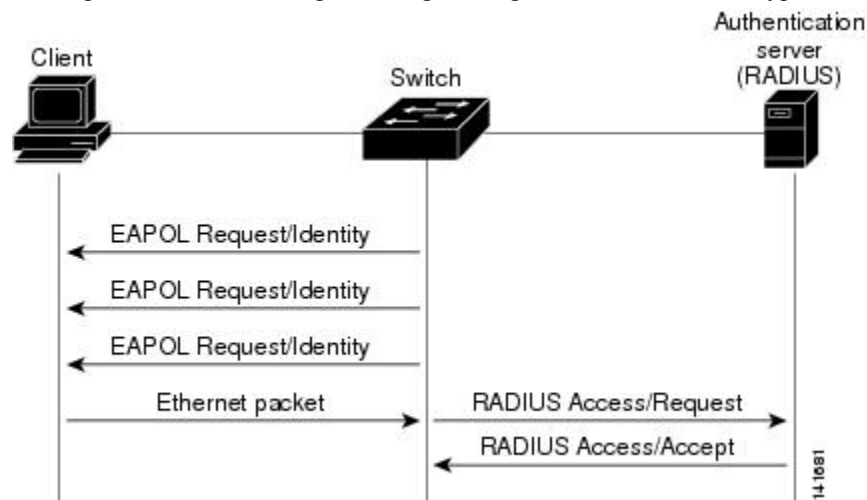 Authentication
server
(RADIUS)
Client
Switch
EAPOL Request/Identity
EAPOL Request/Identity
EAPOL Request/Identity
Ethernet packet
RADIUS Access/Request
RADIUS Access/Accept
141681